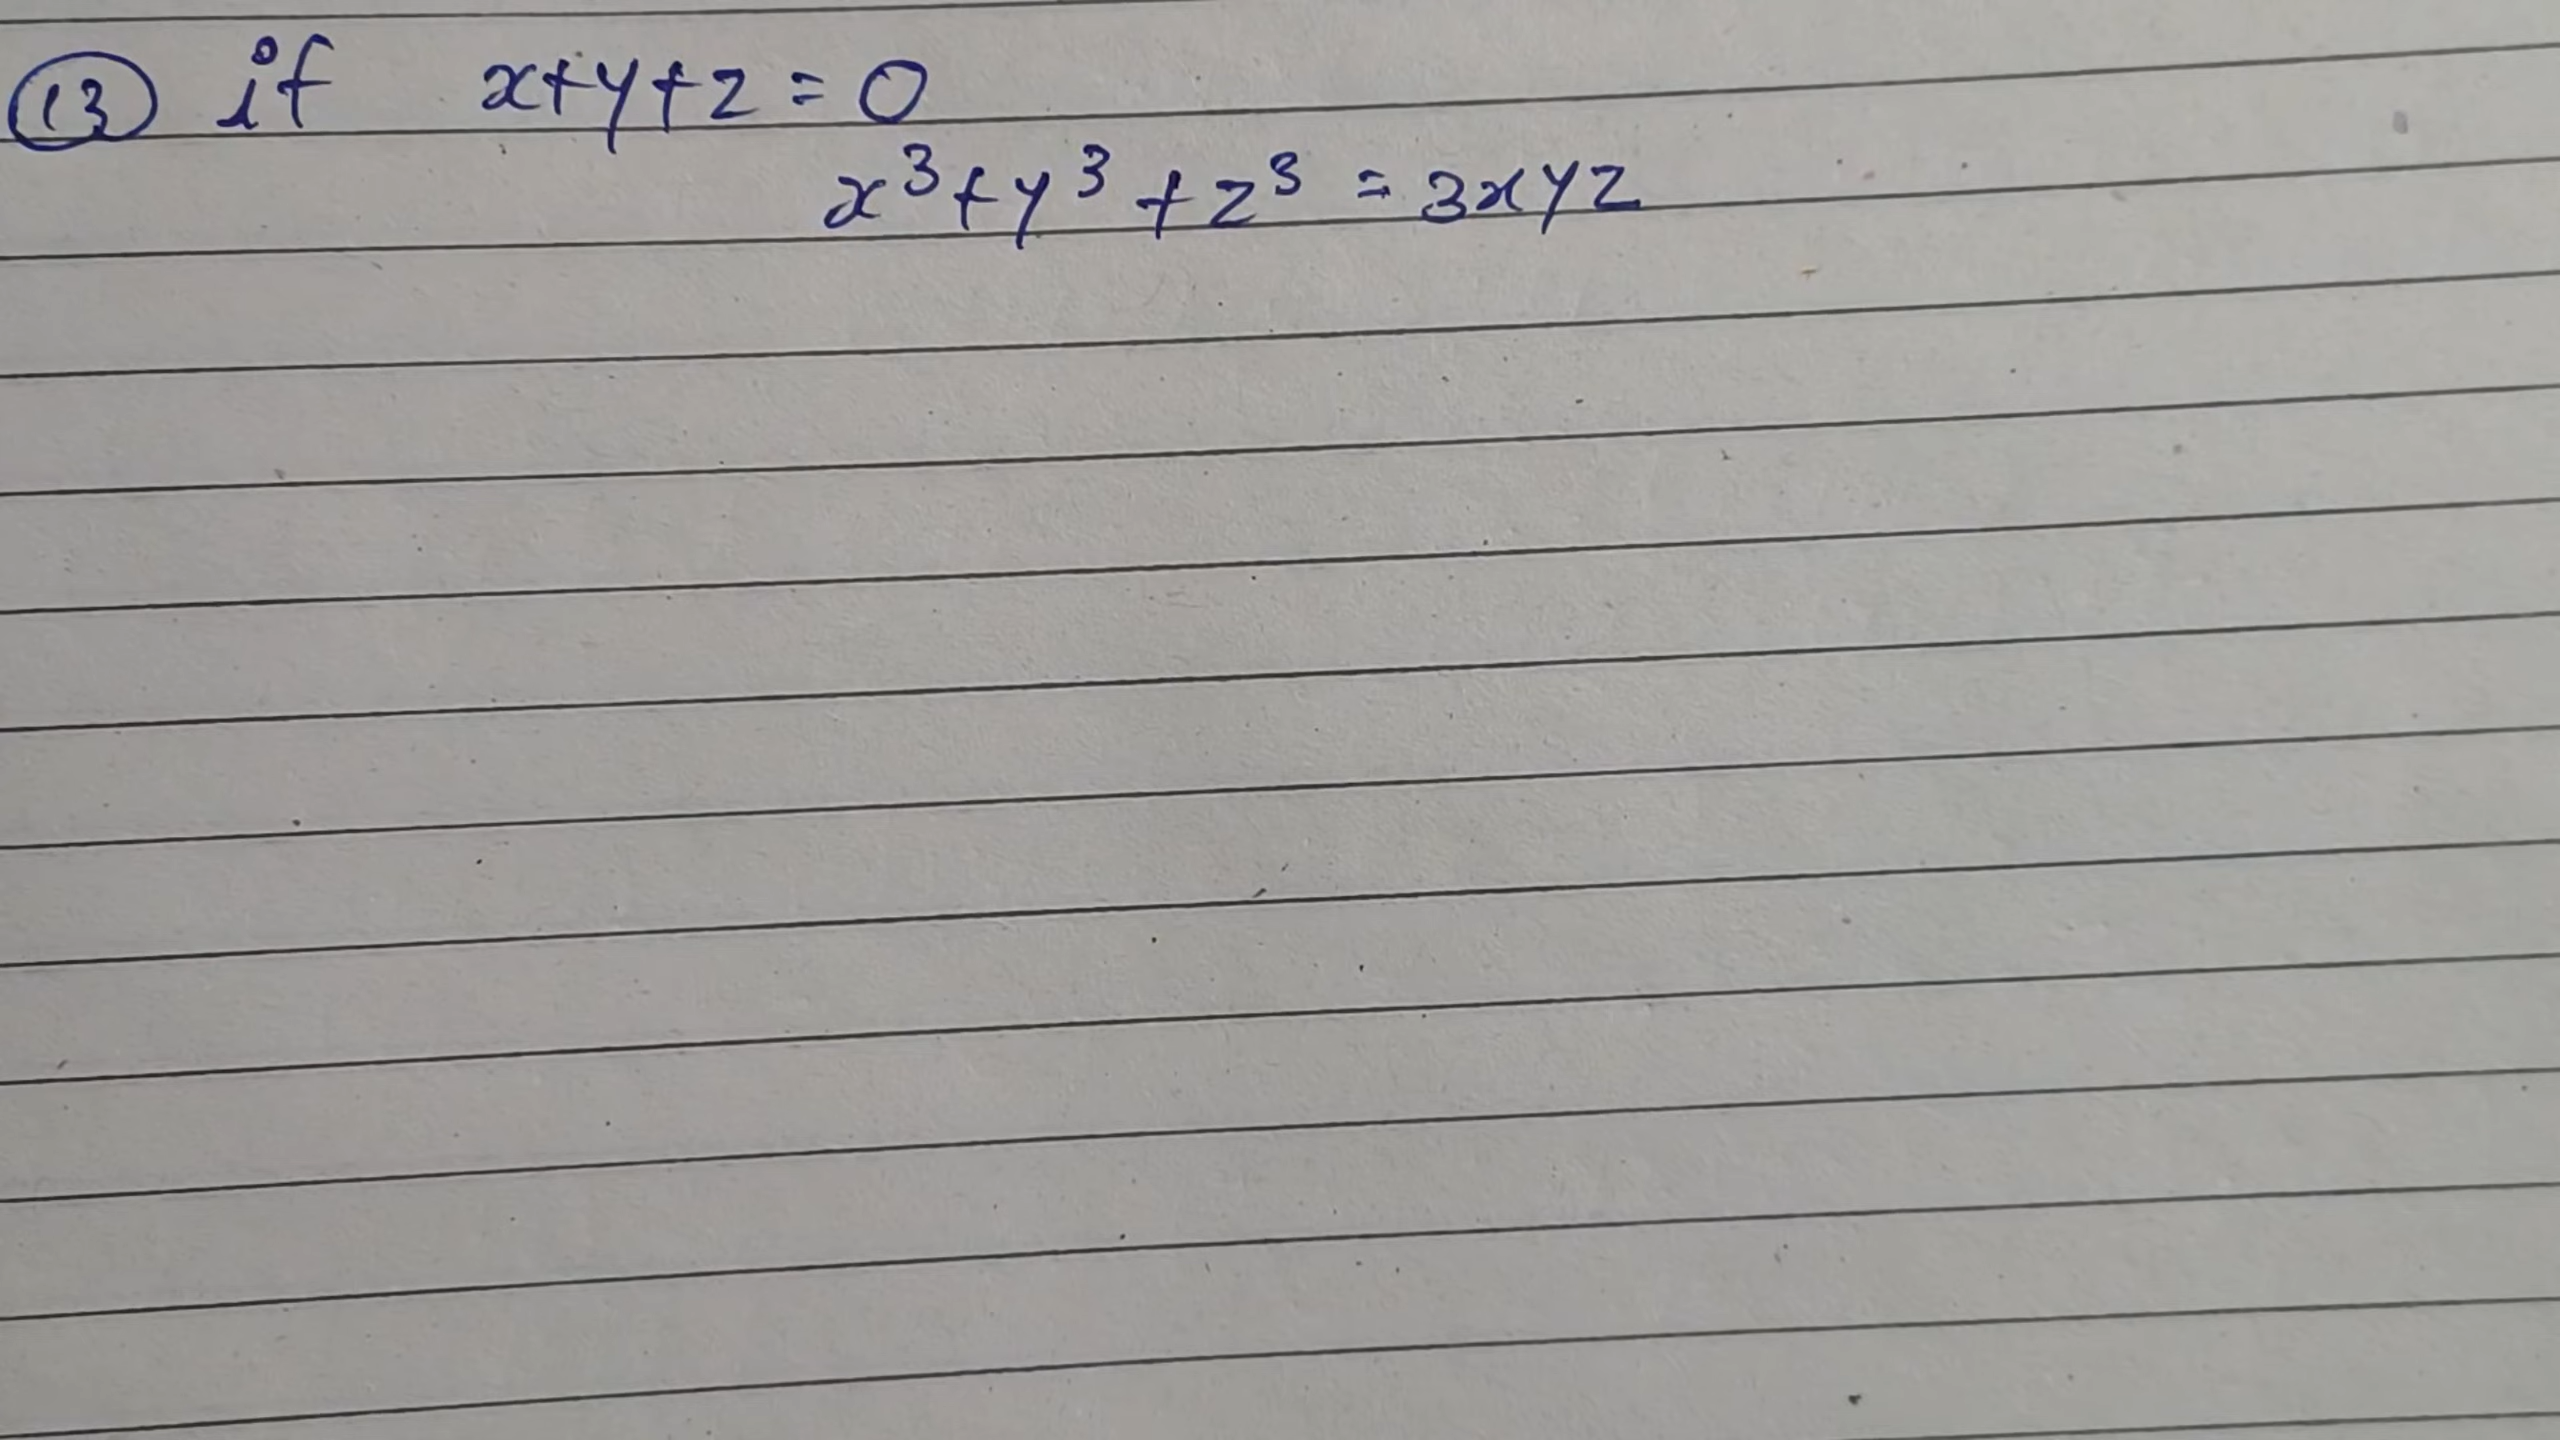 ⑬ if x+y+z=0
x³+y³+z³ = 3xyz